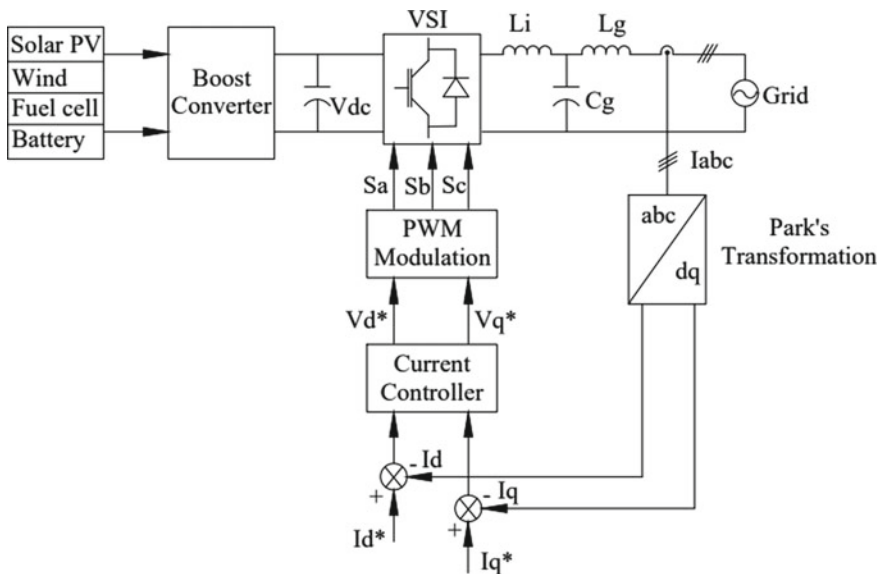 VSI
Li
Lg
Solar PV
Wind
Fuel cell
Battery
Boost
Converter
Vdc
Cg
Grid
Iabc
Sa
Sb
Sc
PWM
Modulation
abc
dq
Park's
Transformation
Vd*
Vq*
Current
Controller
- Id
+
Id*
- Iq
+
Iq*